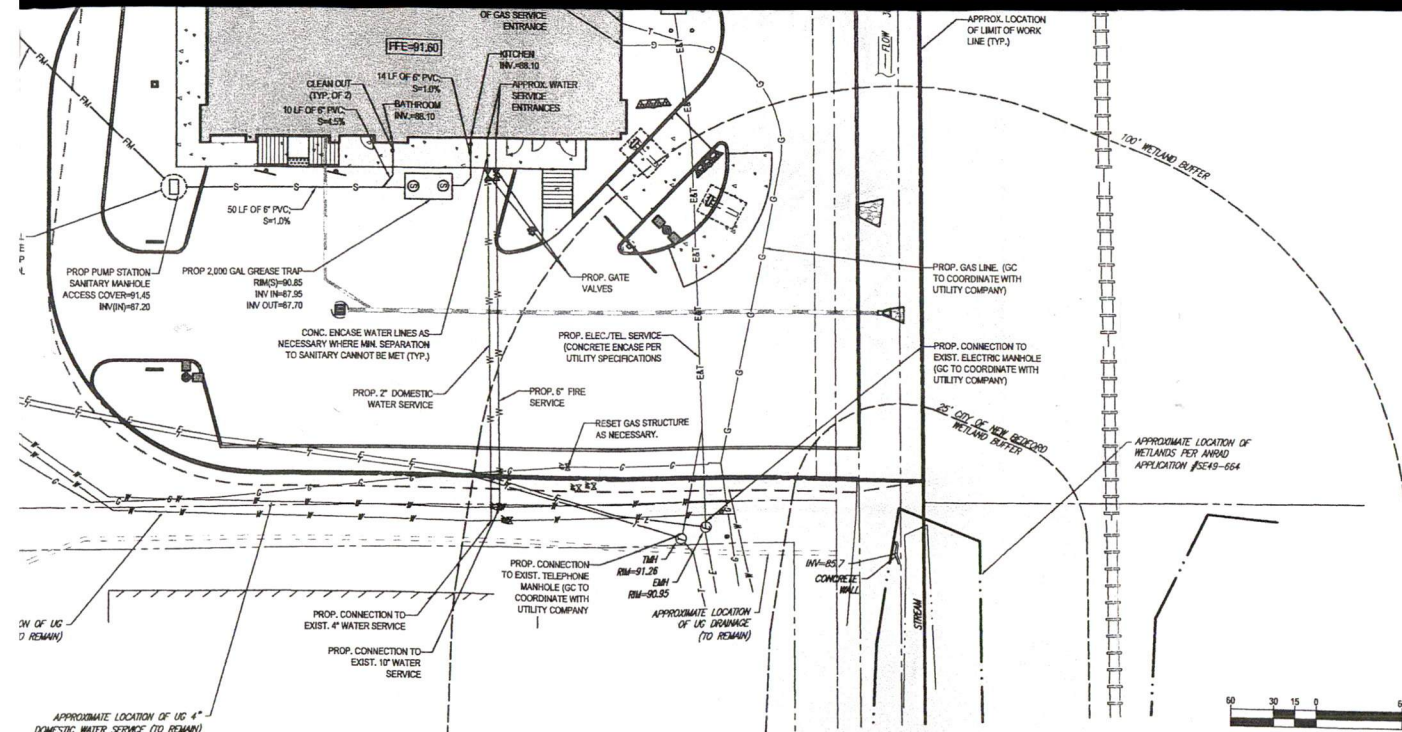 OF GAS SERVICE
ENTRANCE
APPROX. LOCATION
OF LIMIT OF WORK
LINE (TYP.)
FLOW
FFE=91.60
KITCHEN
INV.=88.10
14 LF OF 6" PVC;
S=1.0%
CLEAN OUT
(TYP. OF 2)
APPROX. WATER
SERVICE
ENTRANCES
10 LF OF 6" PVC;
S=4.5%
BATHROOM
INV.=88.10
100' WETLAND BUFFER
FM
FM
FM
S
S
S
S
S
50 LF OF 6" PVC;
S=1.0%
PROP PUMP STATION
SANITARY MANHOLE
ACCESS COVER=91.45
INV(IN)=87.20
PROP 2,000 GAL GREASE TRAP
RIM(S)=90.85
INV IN=87.95
INV OUT=87.70
PROP. GATE
VALVES
PROP. GAS LINE. (GC
TO COORDINATE WITH
UTILITY COMPANY)
CONC. ENCASE WATER LINES AS
NECESSARY WHERE MIN. SEPARATION
TO SANITARY CANNOT BE MET (TYP.)
PROP. ELEC./TEL. SERVICE
(CONCRETE ENCASE PER
UTILITY SPECIFICATIONS
PROP. CONNECTION TO
EXIST. ELECTRIC MANHOLE
(GC TO COORDINATE WITH
UTILITY COMPANY)
E&T
E&T
E&T
E&T
E&T
E&T
PROP. 2" DOMESTIC
WATER SERVICE
PROP. 6" FIRE
SERVICE
RESET GAS STRUCTURE
AS NECESSARY.
25' CITY OF NEW BEDFORD
WETLAND BUFFER
APPROXIMATE LOCATION OF
WETLANDS PER ANRAD
APPLICATION #SE49-664
PROP. CONNECTION
TO EXIST. TELEPHONE
MANHOLE (GC TO
COORDINATE WITH
UTILITY COMPANY
TMH
RIM=91.26
EMH
RIM=90.95
INV=85.7
CONCRETE
WALL
STREAM
APPROXIMATE LOCATION
OF UG DRAINAGE
(TO REMAIN)
PROP. CONNECTION TO
EXIST. 4" WATER SERVICE
PROP. CONNECTION TO
EXIST. 10" WATER
SERVICE
ON OF UG
O REMAIN)
APPROXIMATE LOCATION OF UG 4"
DOMESTIC WATER SERVICE (TO REMAIN)
60 30 15 0